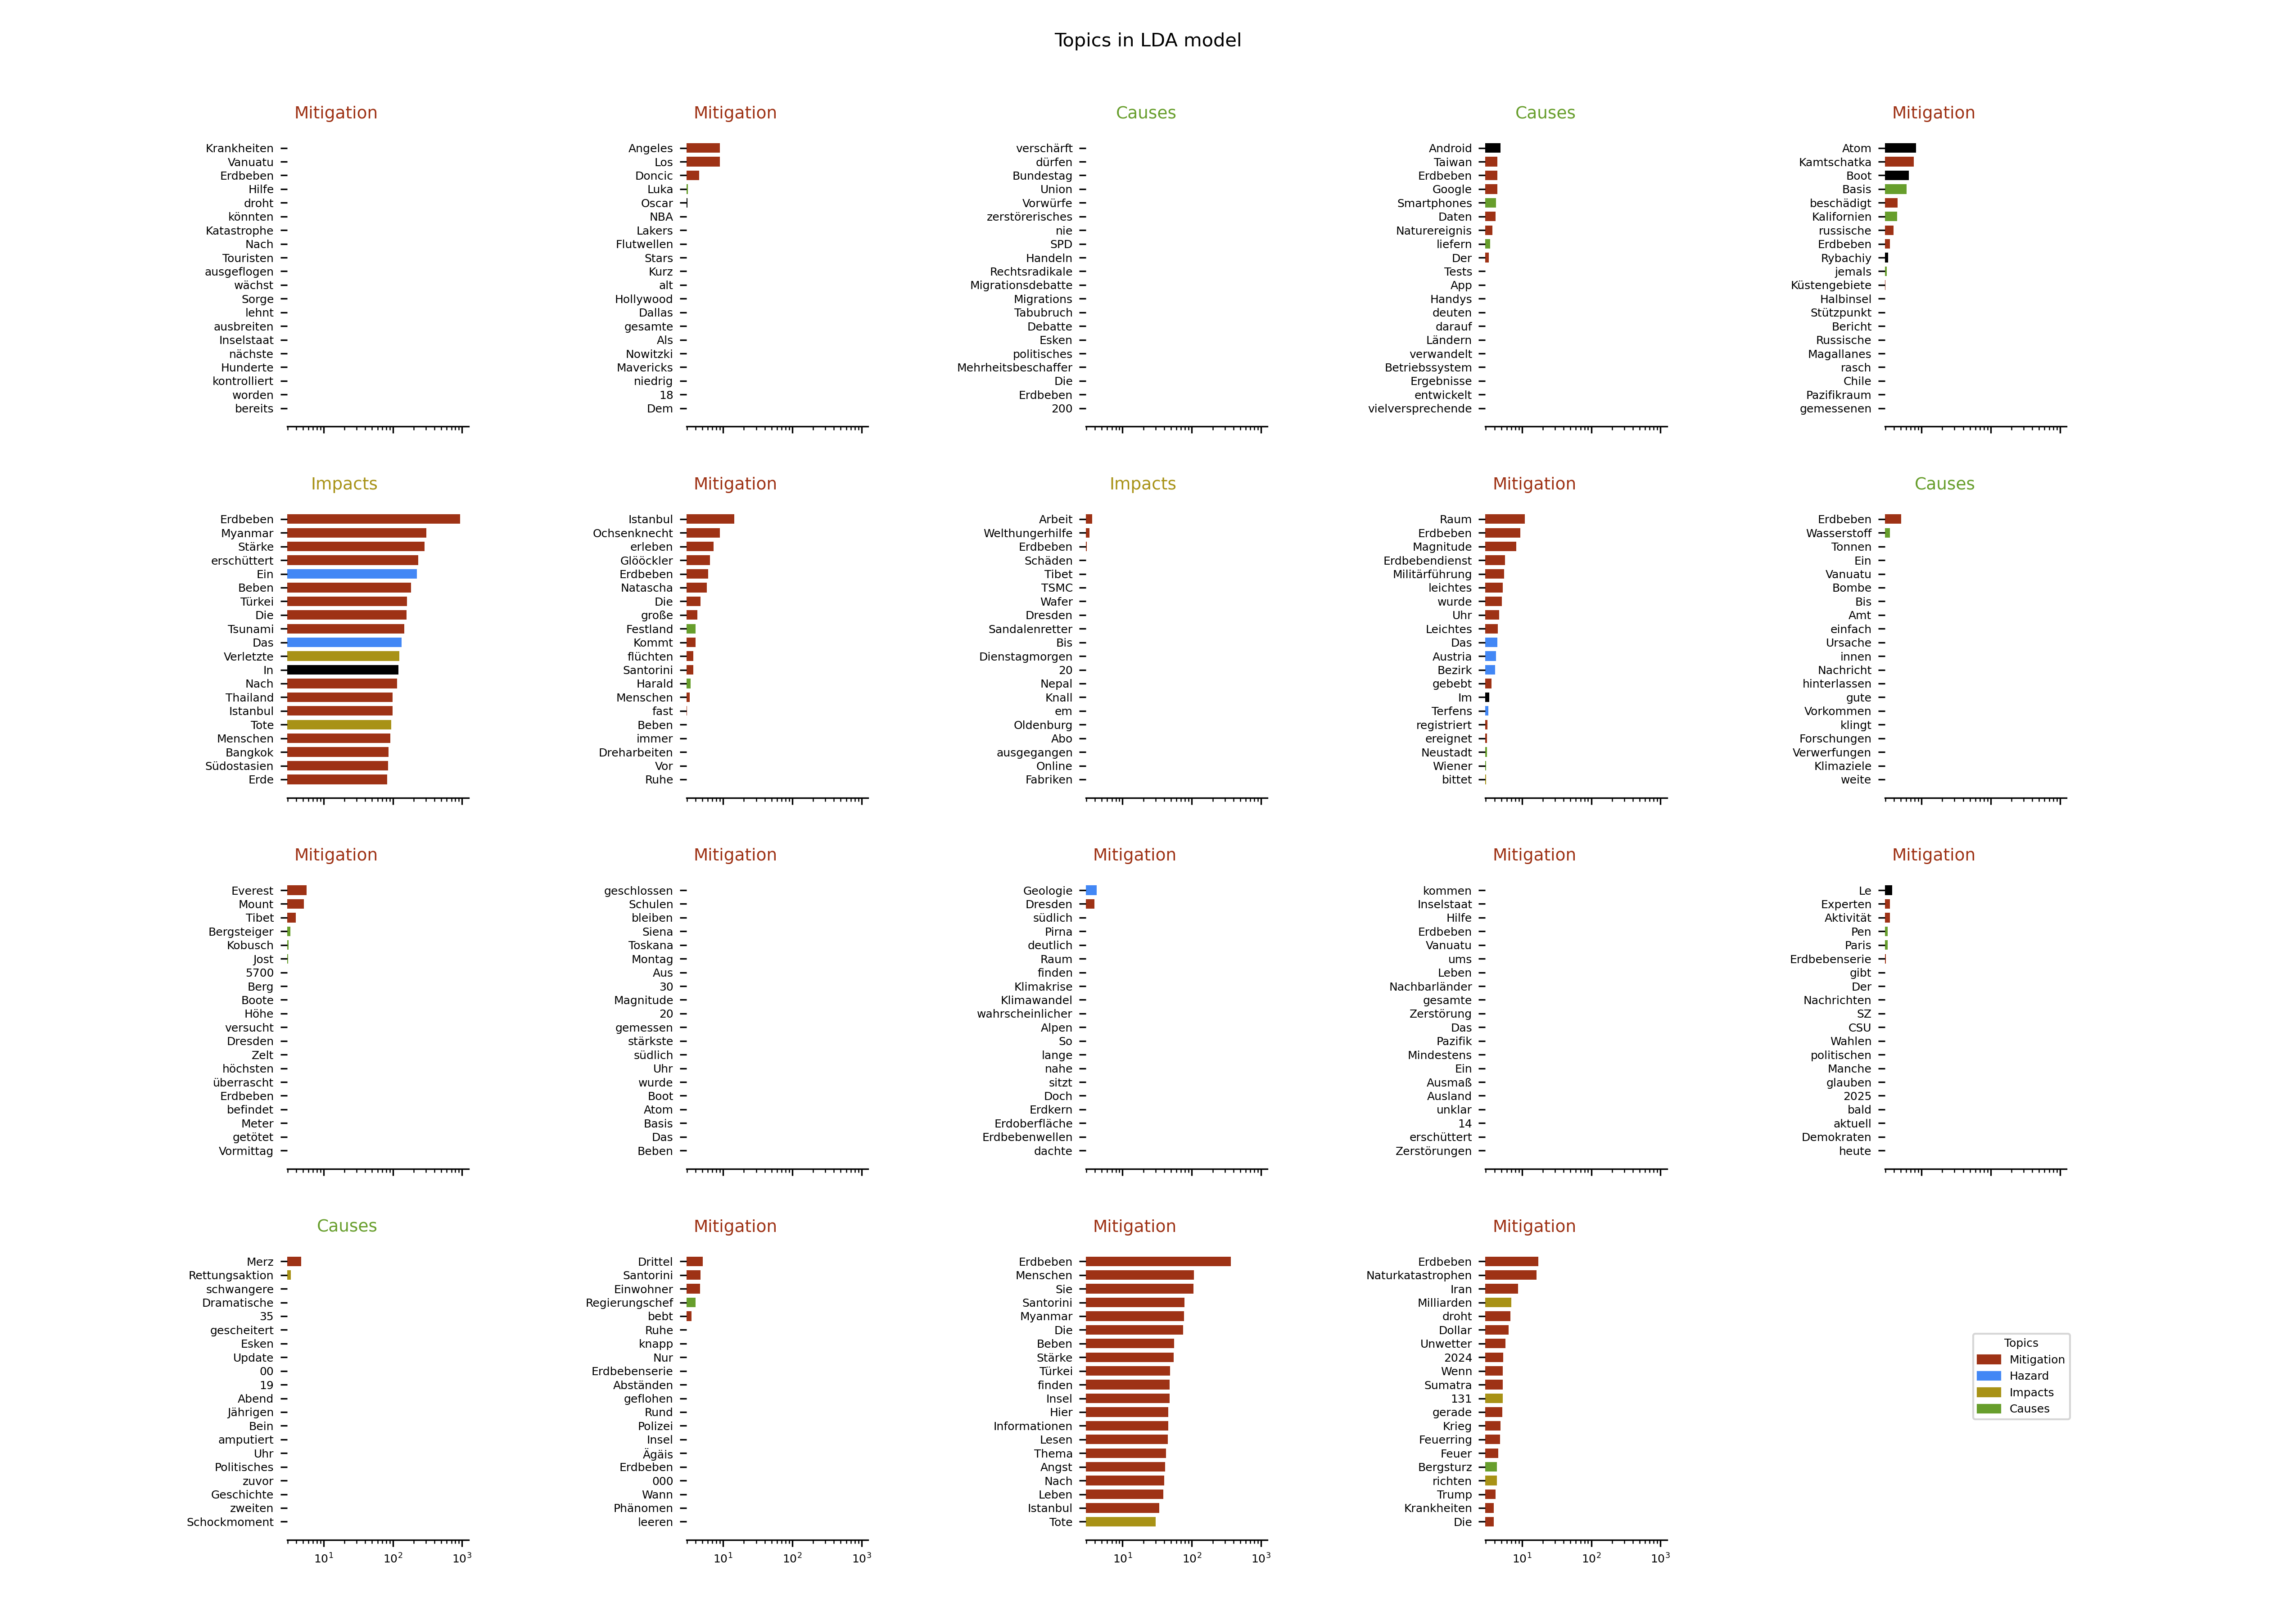 Topics in LDA model
Mitigation
Krankheiten
Vanuatu
Erdbeben
Hilfe
droht
könnten
Katastrophe
Nach
Touristen
ausgeflogen
wächst
Sorge
lehnt
ausbreiten
Inselstaat
nächste
Hunderte
kontrolliert
worden
bereits
Mitigation
Angeles
Los
Doncic
Luka
Oscar
NBA
Lakers
Flutwellen
Stars
Kurz
alt
Hollywood
Dallas
gesamte
Als
Nowitzki
Mavericks
niedrig
18
Dem
Causes
verschärft
dürfen
Bundestag
Union
Vorwürfe
zerstörerisches
nie
SPD
Handeln
Rechtsradikale
Migrationsdebatte
Migrations
Tabubruch
Debatte
Esken
politisches
Mehrheitsbeschaffer
Die
Erdbeben
200
Causes
Android
Taiwan
Erdbeben
Google
Smartphones
Daten
Naturereignis
liefern
Der
Tests
App
Handys
deuten
darauf
Ländern
verwandelt
Betriebssystem
Ergebnisse
entwickelt
vielversprechende
Mitigation
Atom
Kamtschatka
Boot
Basis
beschädigt
Kalifornien
russische
Erdbeben
Rybachiy
jemals
Küstengebiete
Halbinsel
Stützpunkt
Bericht
Russische
Magallanes
rasch
Chile
Pazifikraum
gemessenen
Impacts
Erdbeben
Myanmar
Stärke
erschüttert
Ein
Beben
Türkei
Die
Tsunami
Das
Verletzte
In
Nach
Thailand
Istanbul
Tote
Menschen
Bangkok
Südostasien
Erde
Mitigation
Istanbul
Ochsenknecht
erleben
Glööckler
Erdbeben
Natascha
Die
große
Festland
Kommt
flüchten
Santorini
Harald
Menschen
fast
Beben
immer
Dreharbeiten
Vor
Ruhe
Impacts
Arbeit
Welthungerhilfe
Erdbeben
Schäden
Tibet
TSMC
Wafer
Dresden
Sandalenretter
Bis
Dienstagmorgen
20
Nepal
Knall
em
Oldenburg
Abo
ausgegangen
Online
Fabriken
Mitigation
Raum
Erdbeben
Magnitude
Erdbebendienst
Militärführung
leichtes
wurde
Uhr
Leichtes
Das
Austria
Bezirk
gebebt
Im
Terfens
registriert
ereignet
Neustadt
Wiener
bittet
Causes
Erdbeben
Wasserstoff
Tonnen
Ein
Vanuatu
Bombe
Bis
Amt
einfach
Ursache
innen
Nachricht
hinterlassen
gute
Vorkommen
klingt
Forschungen
Verwerfungen
Klimaziele
weite
Mitigation
Everest
Mount
Tibet
Bergsteiger
Kobusch
Jost
5700
Berg
Boote
Höhe
versucht
Dresden
Zelt
höchsten
überrascht
Erdbeben
befindet
Meter
getötet
Vormittag
Mitigation
geschlossen
Schulen
bleiben
Siena
Toskana
Montag
Aus
30
Magnitude
20
gemessen
stärkste
südlich
Uhr
wurde
Boot
Atom
Basis
Das
Beben
Mitigation
Geologie
Dresden
südlich
Pirna
deutlich
Raum
finden
Klimakrise
Klimawandel
wahrscheinlicher
Alpen
So
lange
nahe
sitzt
Doch
Erdkern
Erdoberfläche
Erdbebenwellen
dachte
Mitigation
kommen
Inselstaat
Hilfe
Erdbeben
Vanuatu
ums
Leben
Nachbarländer
gesamte
Zerstörung
Das
Pazifik
Mindestens
Ein
Ausmaß
Ausland
unklar
14
erschüttert
Zerstörungen
Mitigation
Le
Experten
Aktivität
Pen
Paris
Erdbebenserie
gibt
Der
Nachrichten
SZ
CSU
Wahlen
politischen
Manche
glauben
2025
bald
aktuell
Demokraten
heute
Causes
Merz
Rettungsaktion
schwangere
Dramatische
35
gescheitert
Esken
Update
00
19
Abend
Jährigen
Bein
amputiert
Uhr
Politisches
zuvor
Geschichte
zweiten
Schockmoment
10¹ 10² 10³
Mitigation
Drittel
Santorini
Einwohner
Regierungschef
bebt
Ruhe
knapp
Nur
Erdbebenserie
Abständen
geflohen
Rund
Polizei
Insel
Ägäis
Erdbeben
000
Wann
Phänomen
leeren
10¹ 10² 10³
Mitigation
Erdbeben
Menschen
Sie
Santorini
Myanmar
Die
Beben
Stärke
Türkei
finden
Insel
Hier
Informationen
Lesen
Thema
Angst
Nach
Leben
Istanbul
Tote
10¹ 10² 10³
Mitigation
Erdbeben
Naturkatastrophen
Iran
Milliarden
droht
Dollar
Unwetter
2024
Wenn
Sumatra
131
gerade
Krieg
Feuerring
Feuer
Bergsturz
richten
Trump
Krankheiten
Die
10¹ 10² 10³
Topics
Mitigation
Hazard
Impacts
Causes